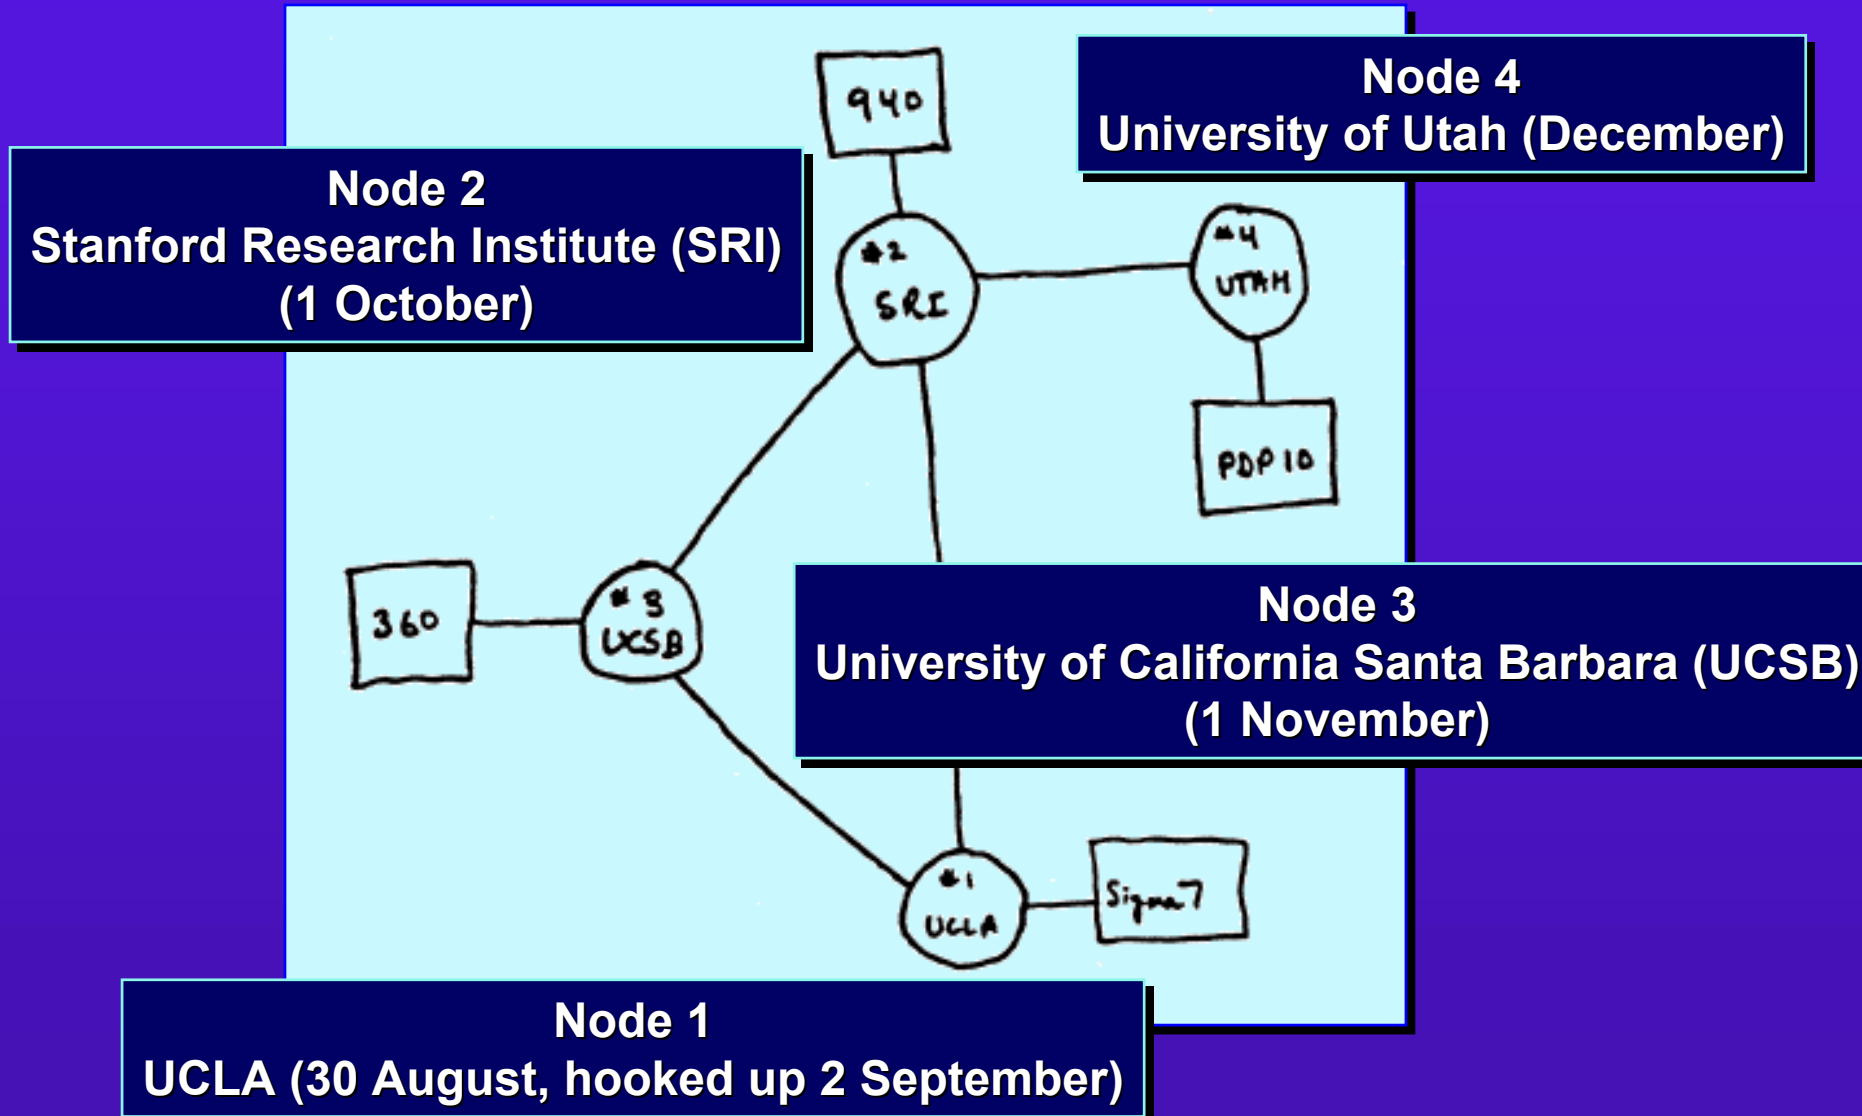 940
Node 4
University of Utah (December)
Node 2
Stanford Research Institute (SRI)
(1 October)
#2
SRI
#4
UTAH
PDP 10
360
#3
UCSB
Node 3
University of California Santa Barbara (UCSB)
(1 November)
#1
UCLA
Sigma 7
Node 1
UCLA (30 August, hooked up 2 September)